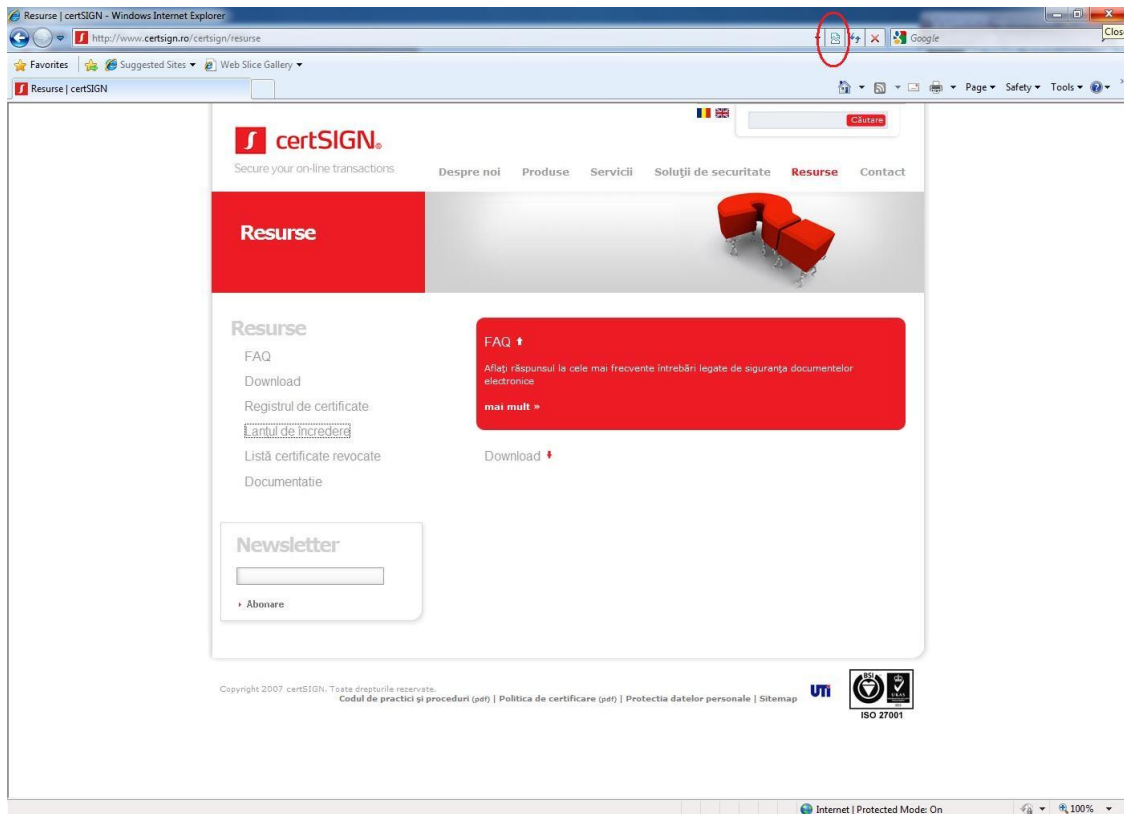 Resurse | certSIGN - Windows Internet Explorer
http://www.certsign.ro/certsign/resurse
Google
Favorites
Suggested Sites
Web Slice Gallery
Resurse | certSIGN
Page
Safety
Tools
Căutare
certSIGN®
Secure your on-line transactions
Despre noi Produse Servicii Soluţii de securitate Resurse Contact
Resurse
Resurse
FAQ
Download
Registrul de certificate
Lanţul de încredere
Listă certificate revocate
Documentatie
FAQ
Aflaţi răspunsul la cele mai frecvente întrebări legate de siguranţa documentelor
electronice
mai mult »
Download
Newsletter
Abonare
Copyright 2007 certSIGN. Toate drepturile rezervate.
Codul de practici şi proceduri (pdf) | Politica de certificare (pdf) | Protectia datelor personale | Sitemap
UTI
BSI
UKAS
ISO 27001
Internet | Protected Mode: On
100%